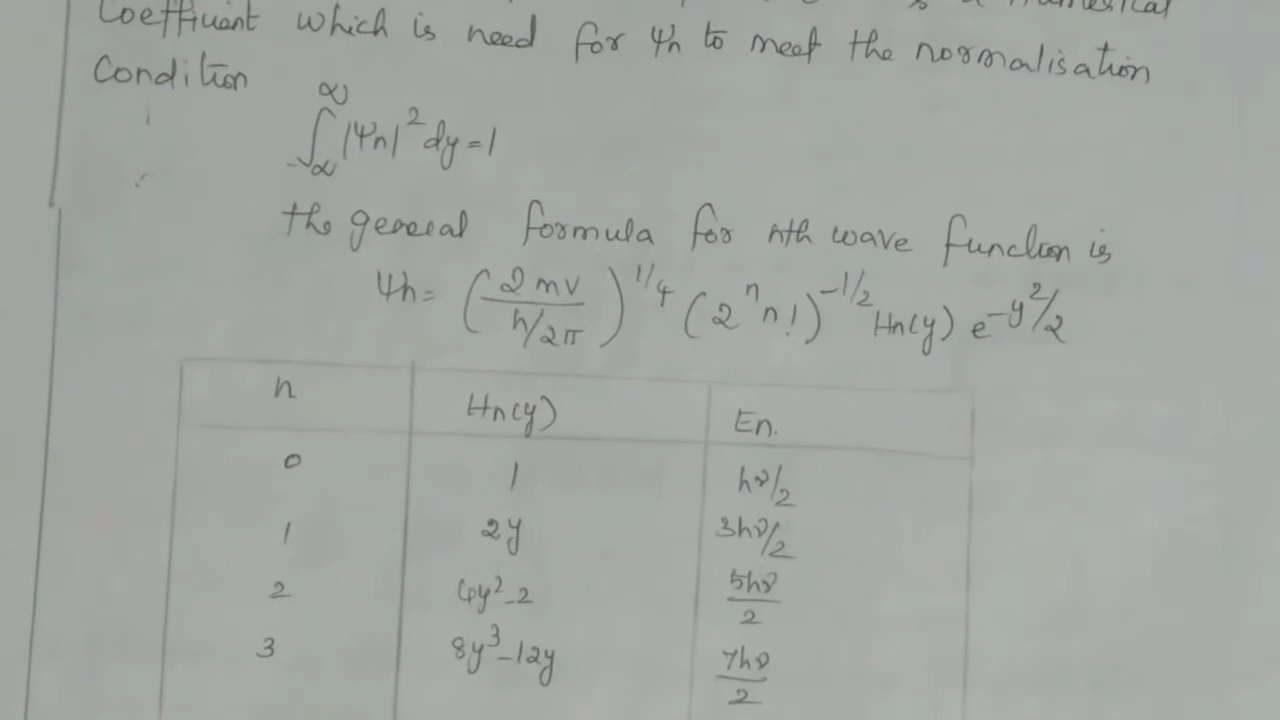 Coefficient which is need for Ψn to meet the normalisation
Condition
∫_{-∞}^{∞} |Ψn|² dy = 1
the general formula for nth wave function is
Ψn = (2mν / h/2π)^{1/4} (2ⁿ n!)^{-1/2} Hn(y) e^{-y²/2}
n Hn(y) En.
0 1 hν/2
1 2y 3hν/2
2 4y²-2 5hν/2
3 8y³-12y 7hν/2